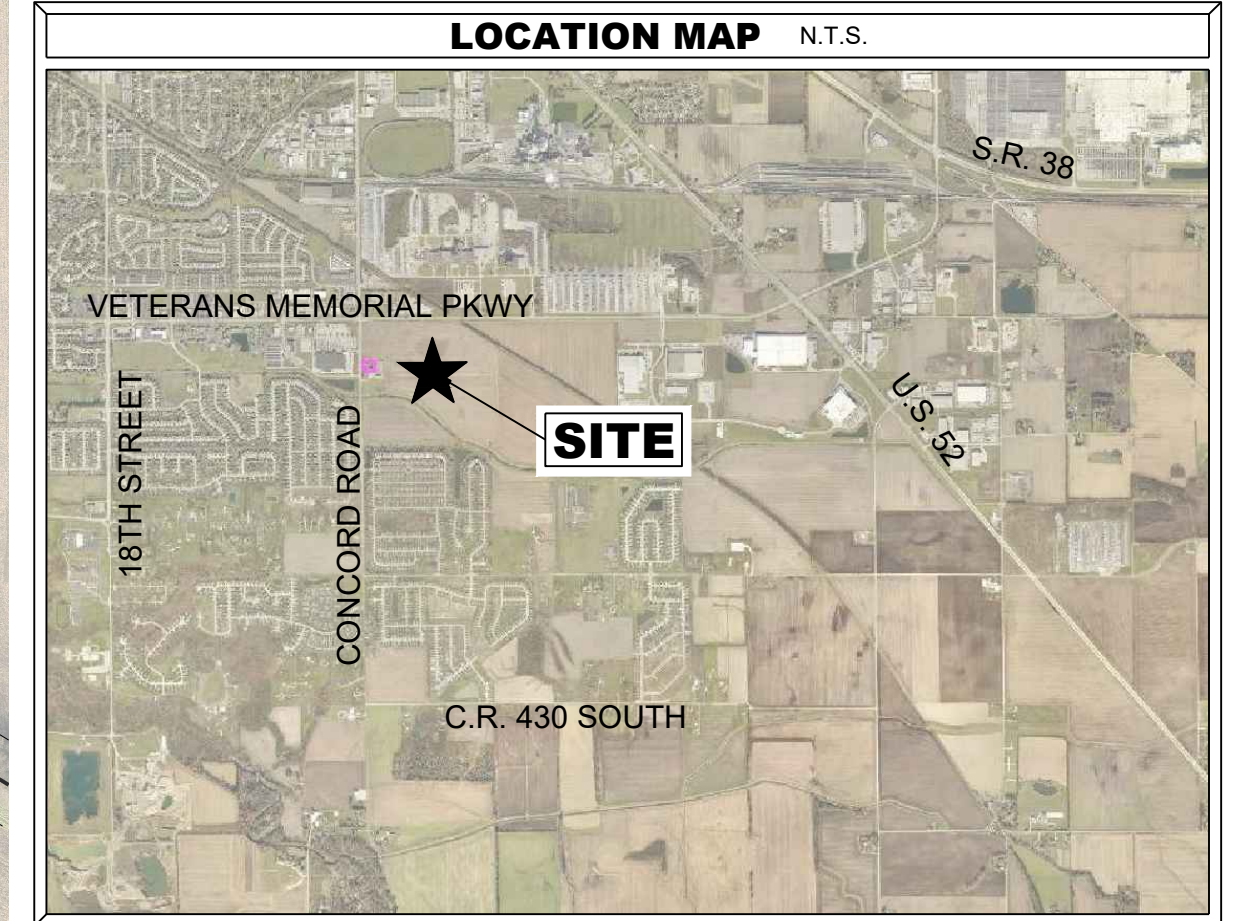 LOCATION MAP N.T.S.
S.R. 38
VETERANS MEMORIAL PKWY
18TH STREET
CONCORD ROAD
SITE
U.S. 52
C.R. 430 SOUTH